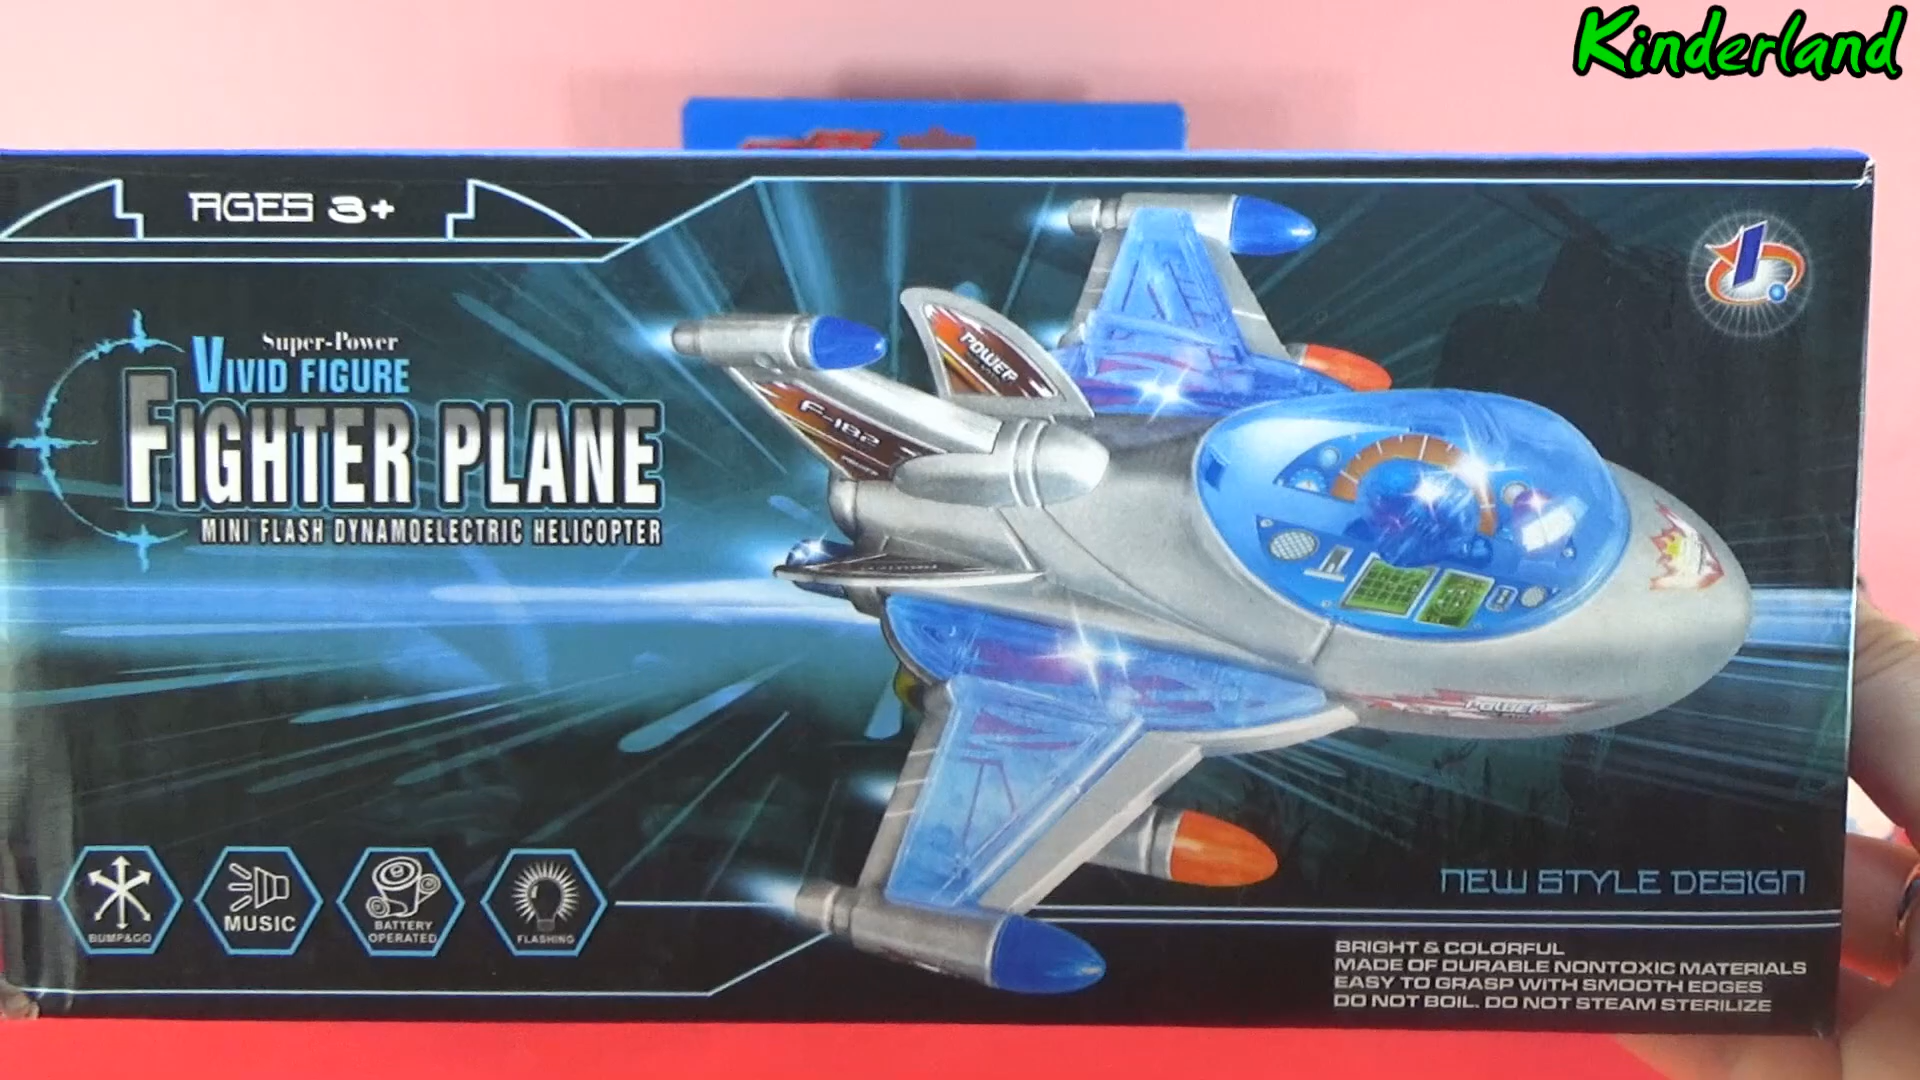 Kinderland
AGES 3+
Super-Power
VIVID FIGURE
FIGHTER PLANE
MINI FLASH DYNAMOELECTRIC HELICOPTER
POWER
F-182
POWER
BUMP&GO
MUSIC
BATTERY
OPERATED
FLASHING
NEW STYLE DESIGN
BRIGHT & COLORFUL
MADE OF DURABLE NONTOXIC MATERIALS
EASY TO GRASP WITH SMOOTH EDGES
DO NOT BOIL. DO NOT STEAM STERILIZE